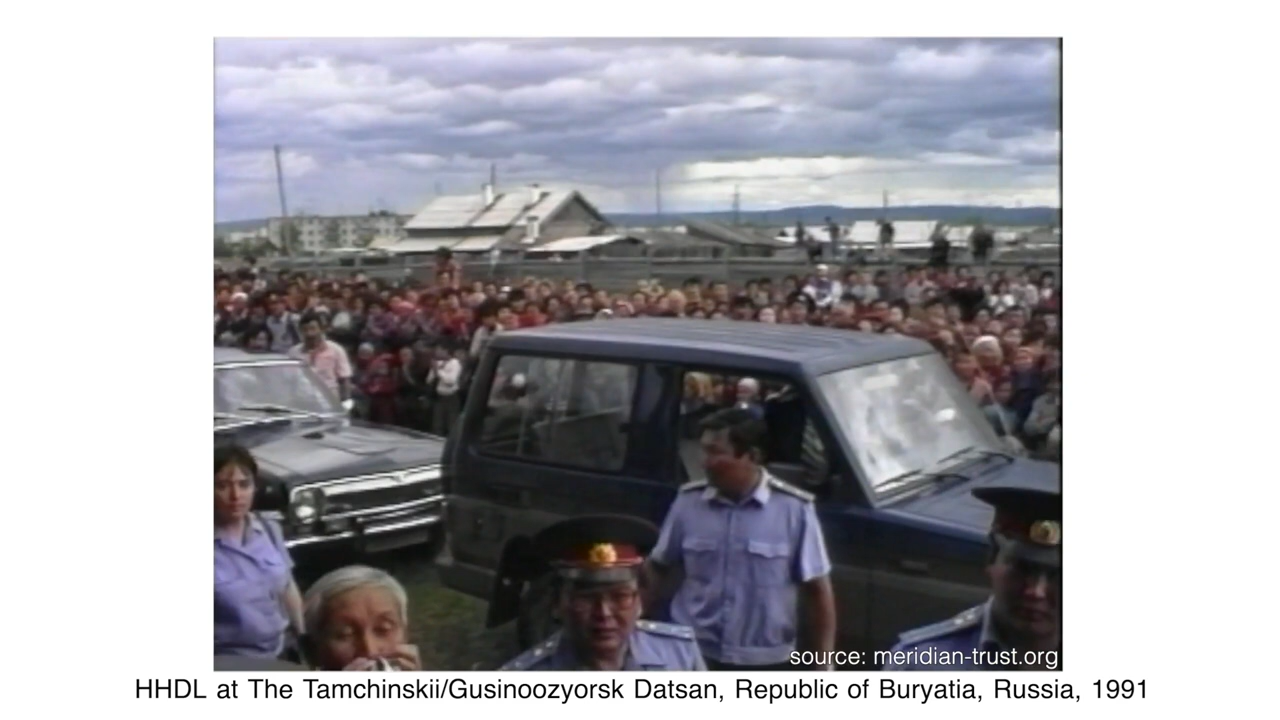 source: meridian-trust.org
HHDL at The Tamchinskii/Gusinoozyorsk Datsan, Republic of Buryatia, Russia, 1991